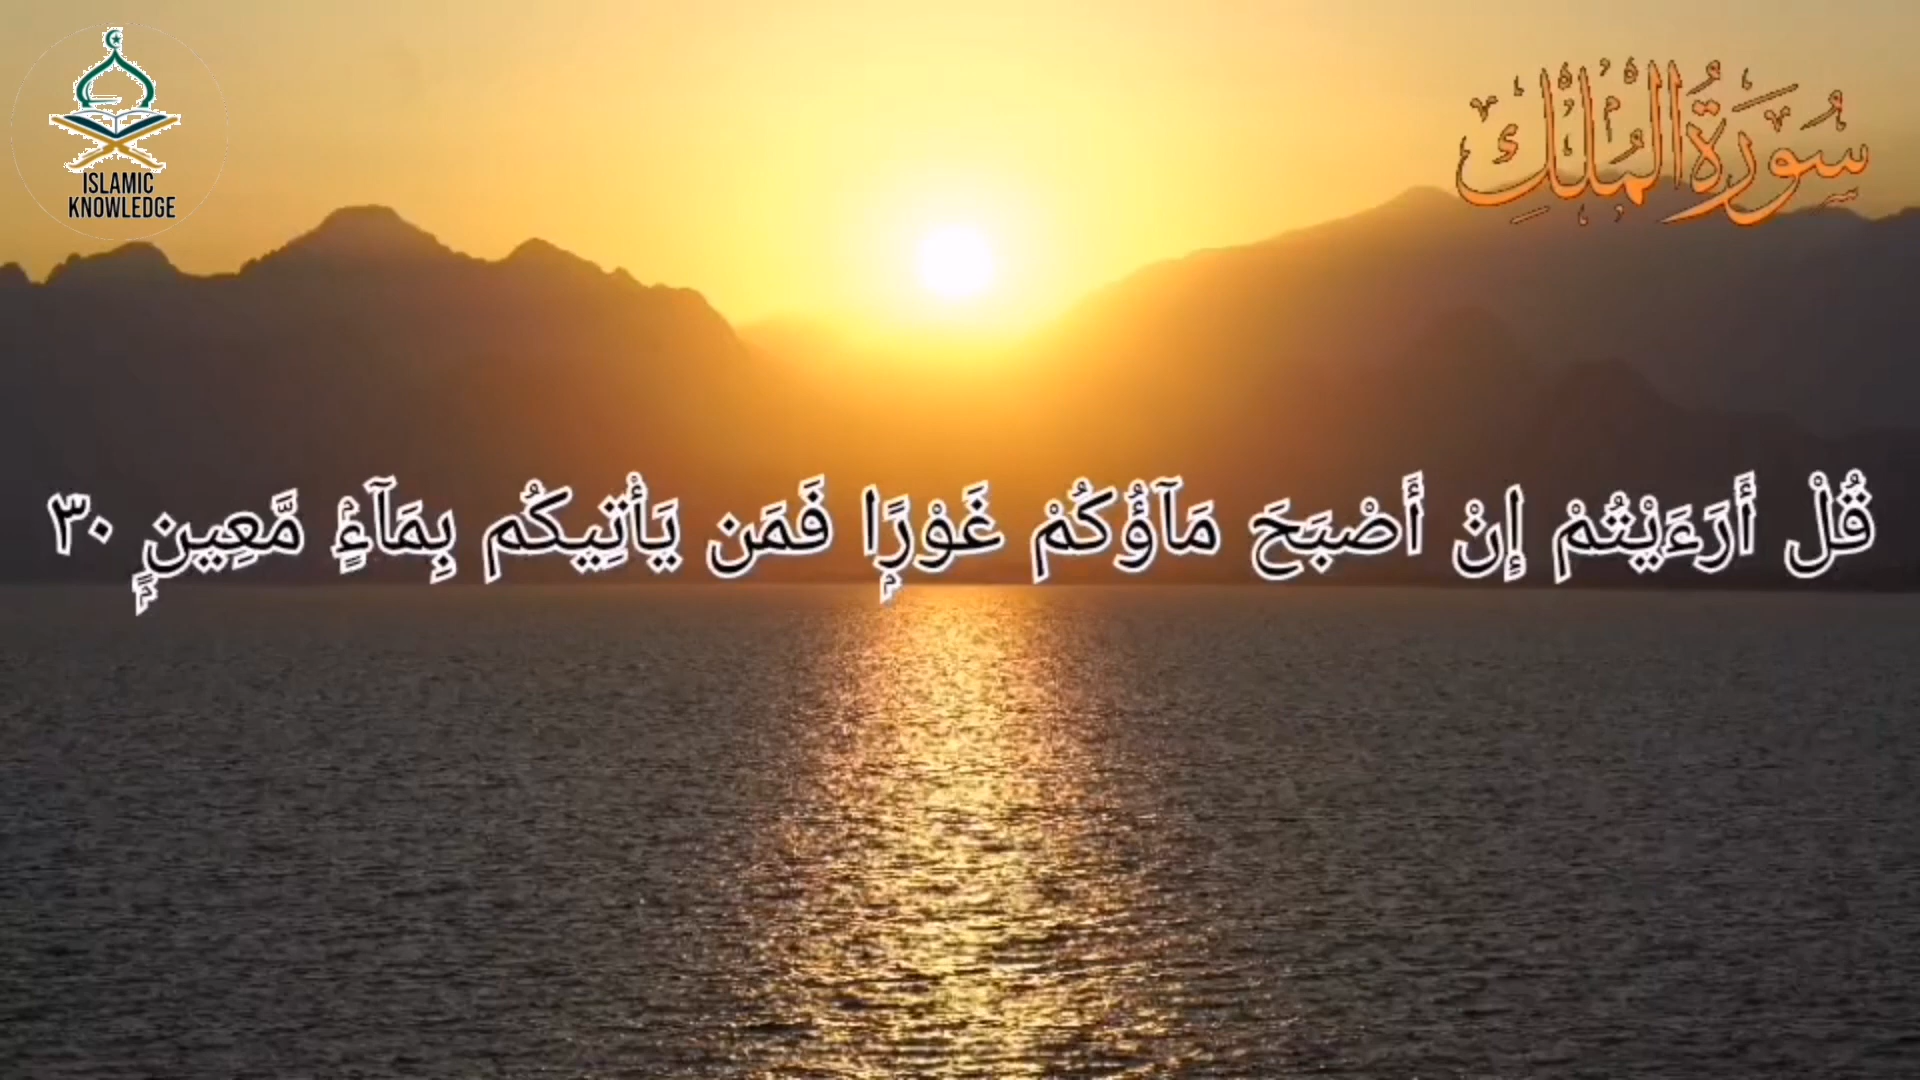 ISLAMIC
KNOWLEDGE
سُورَةُ المُلْكِ
قُلْ أَرَءَيْتُمْ إِنْ أَصْبَحَ مَآؤُكُمْ غَوْرًۭا فَمَن يَأْتِيكُم بِمَآءٍۢ مَّعِينٍۭ ٣٠